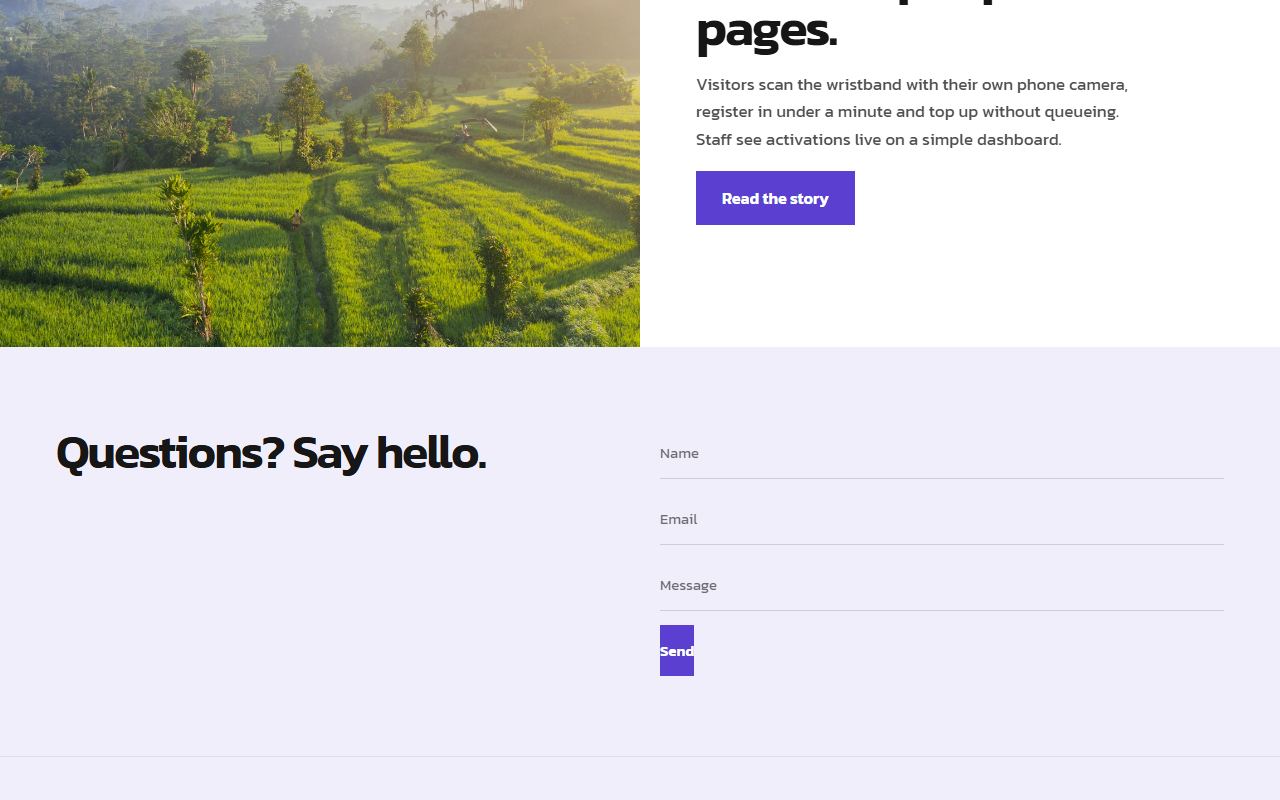 pages.
Visitors scan the wristband with their own phone camera,
register in under a minute and top up without queueing.
Staff see activations live on a simple dashboard.
Read the story
Questions? Say hello.
Name
Email
Message
Send